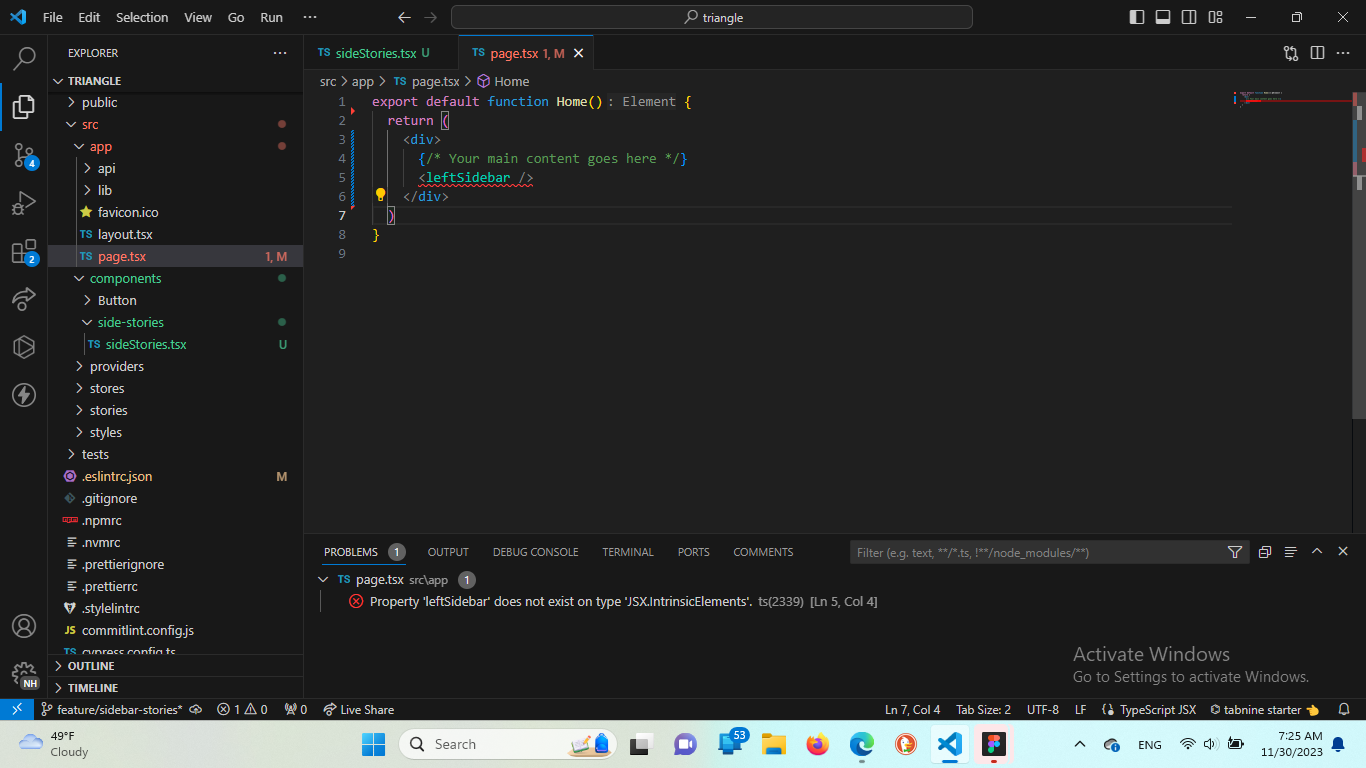 File Edit Selection View Go Run ··· triangle
EXPLORER
TRIANGLE
public
src
app
api
lib
favicon.ico
TS layout.tsx
TS page.tsx 1, M
components
Button
side-stories
TS sideStories.tsx U
providers
stores
stories
styles
tests
.eslintrc.json M
.gitignore
.npmrc
.nvmrc
.prettierignore
.prettierrc
.stylelintrc
JS commitlint.config.js
TS cypress.config.ts
OUTLINE
TIMELINE
4
2
NH
TS sideStories.tsx U TS page.tsx 1, M
src > app > TS page.tsx > Home
1 export default function Home(): Element {
2 return (
3 <div>
4 {/* Your main content goes here */}
5 <leftSidebar />
6 </div>
7 )
8 }
9
PROBLEMS 1 OUTPUT DEBUG CONSOLE TERMINAL PORTS COMMENTS Filter (e.g. text, **/*.ts, !**/node_modules/**)
TS page.tsx src\app 1
Property 'leftSidebar' does not exist on type 'JSX.IntrinsicElements'. ts(2339) [Ln 5, Col 4]
Activate Windows
Go to Settings to activate Windows.
feature/sidebar-stories* 1 0 0 Live Share Ln 7, Col 4 Tab Size: 2 UTF-8 LF TypeScript JSX tabnine starter
49°F
Cloudy
Search
53
ENG
7:25 AM
11/30/2023